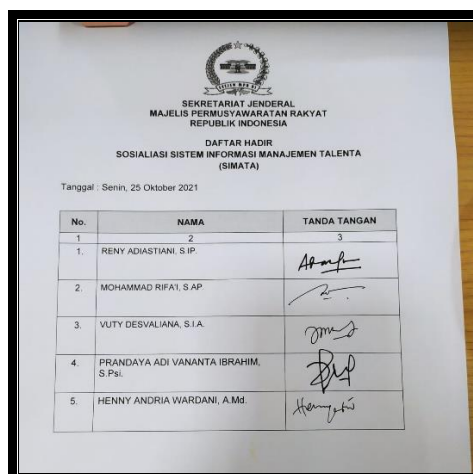 SEKRETARIAT JENDERAL
MAJELIS PERMUSYAWARATAN RAKYAT
REPUBLIK INDONESIA
DAFTAR HADIR
SOSIALIASI SISTEM INFORMASI MANAJEMEN TALENTA
(SIMATA)
Tanggal : Senin, 25 Oktober 2021
No. NAMA TANDA TANGAN
1 2 3
1. RENY ADIASTIANI, S.IP.
2. MOHAMMAD RIFA'I, S.AP.
3. VUTY DESVALIANA, S.I.A.
4. PRANDAYA ADI VANANTA IBRAHIM,
S.Psi.
5. HENNY ANDRIA WARDANI, A.Md.